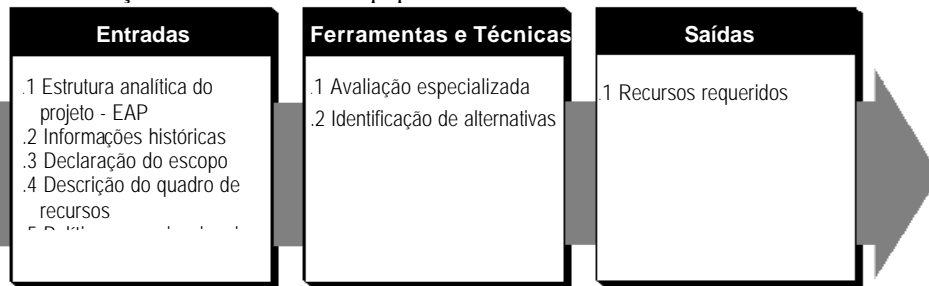 Entradas
.1 Estrutura analítica do
projeto - EAP
.2 Informações históricas
.3 Declaração do escopo
.4 Descrição do quadro de
recursos
Ferramentas e Técnicas
.1 Avaliação especializada
.2 Identificação de alternativas
Saídas
.1 Recursos requeridos